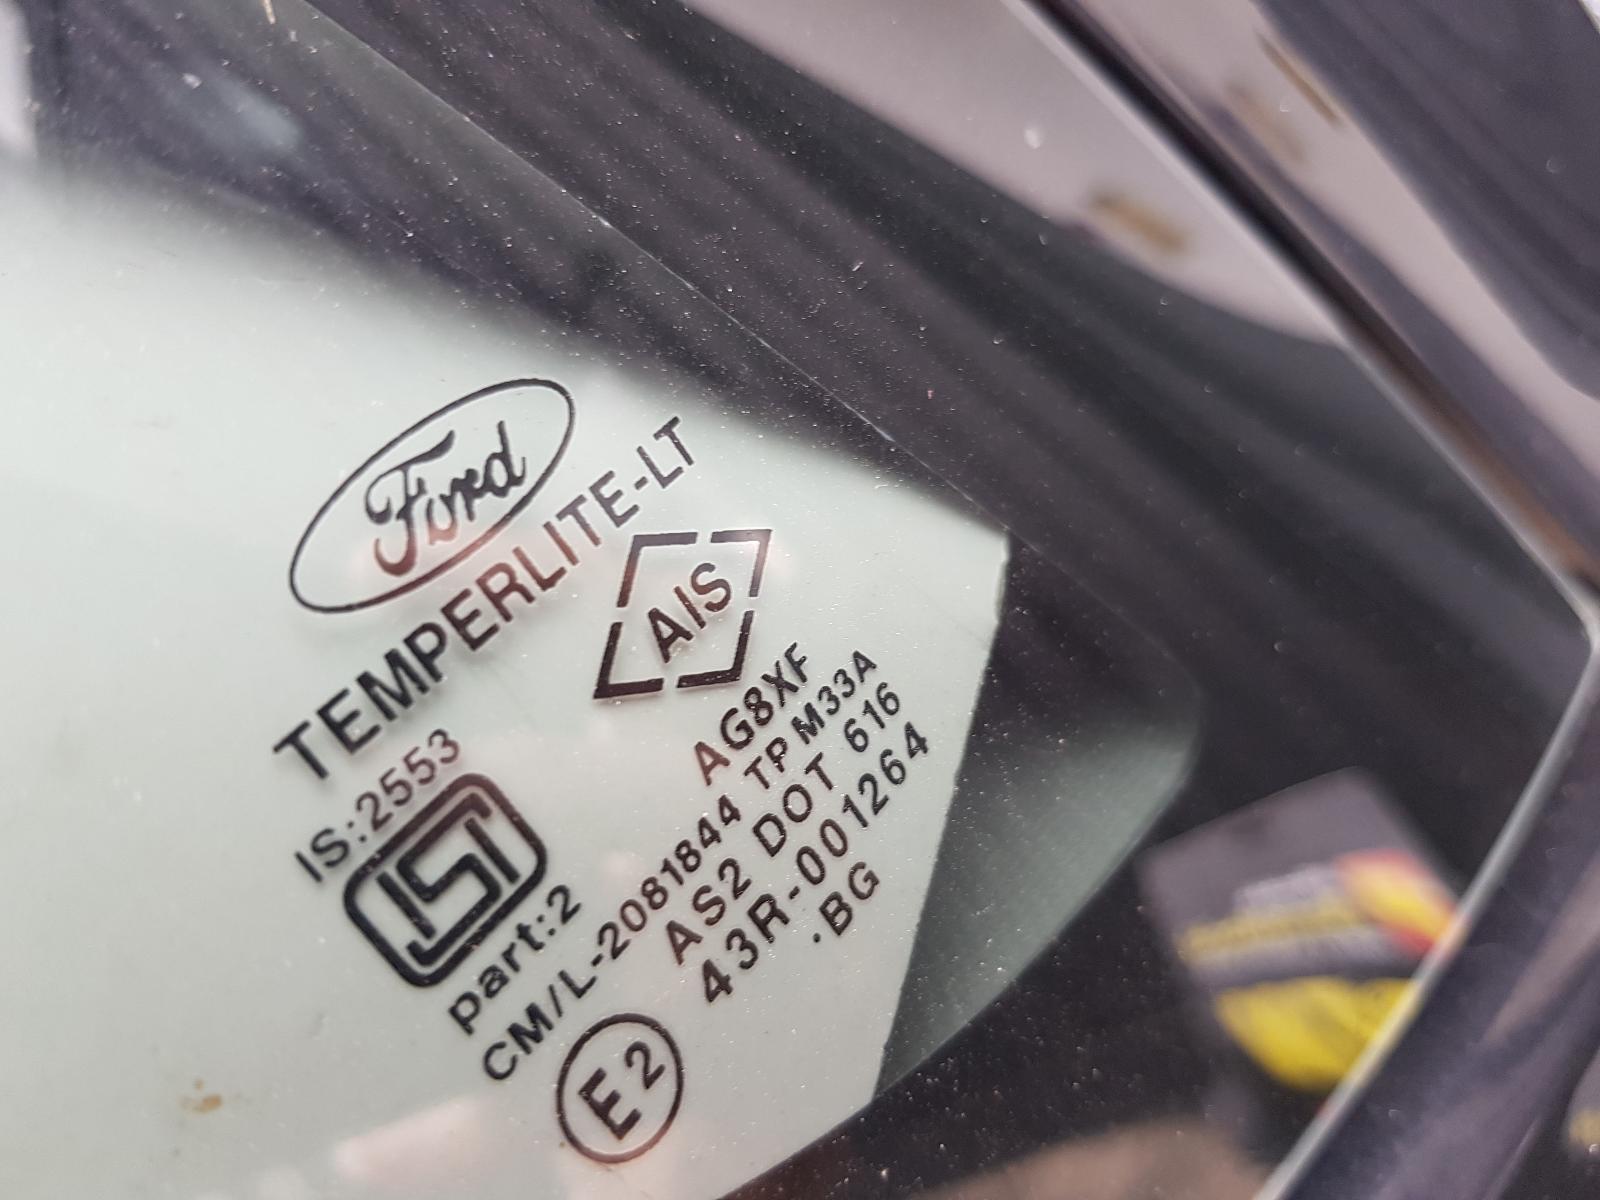 Ford
TEMPERLITE-LT
AIS
IS:2553
ISI
part:2
AG8XF
CM/L-2081844 TP M33A
AS2 DOT 616
43R-001264
.BG
E2